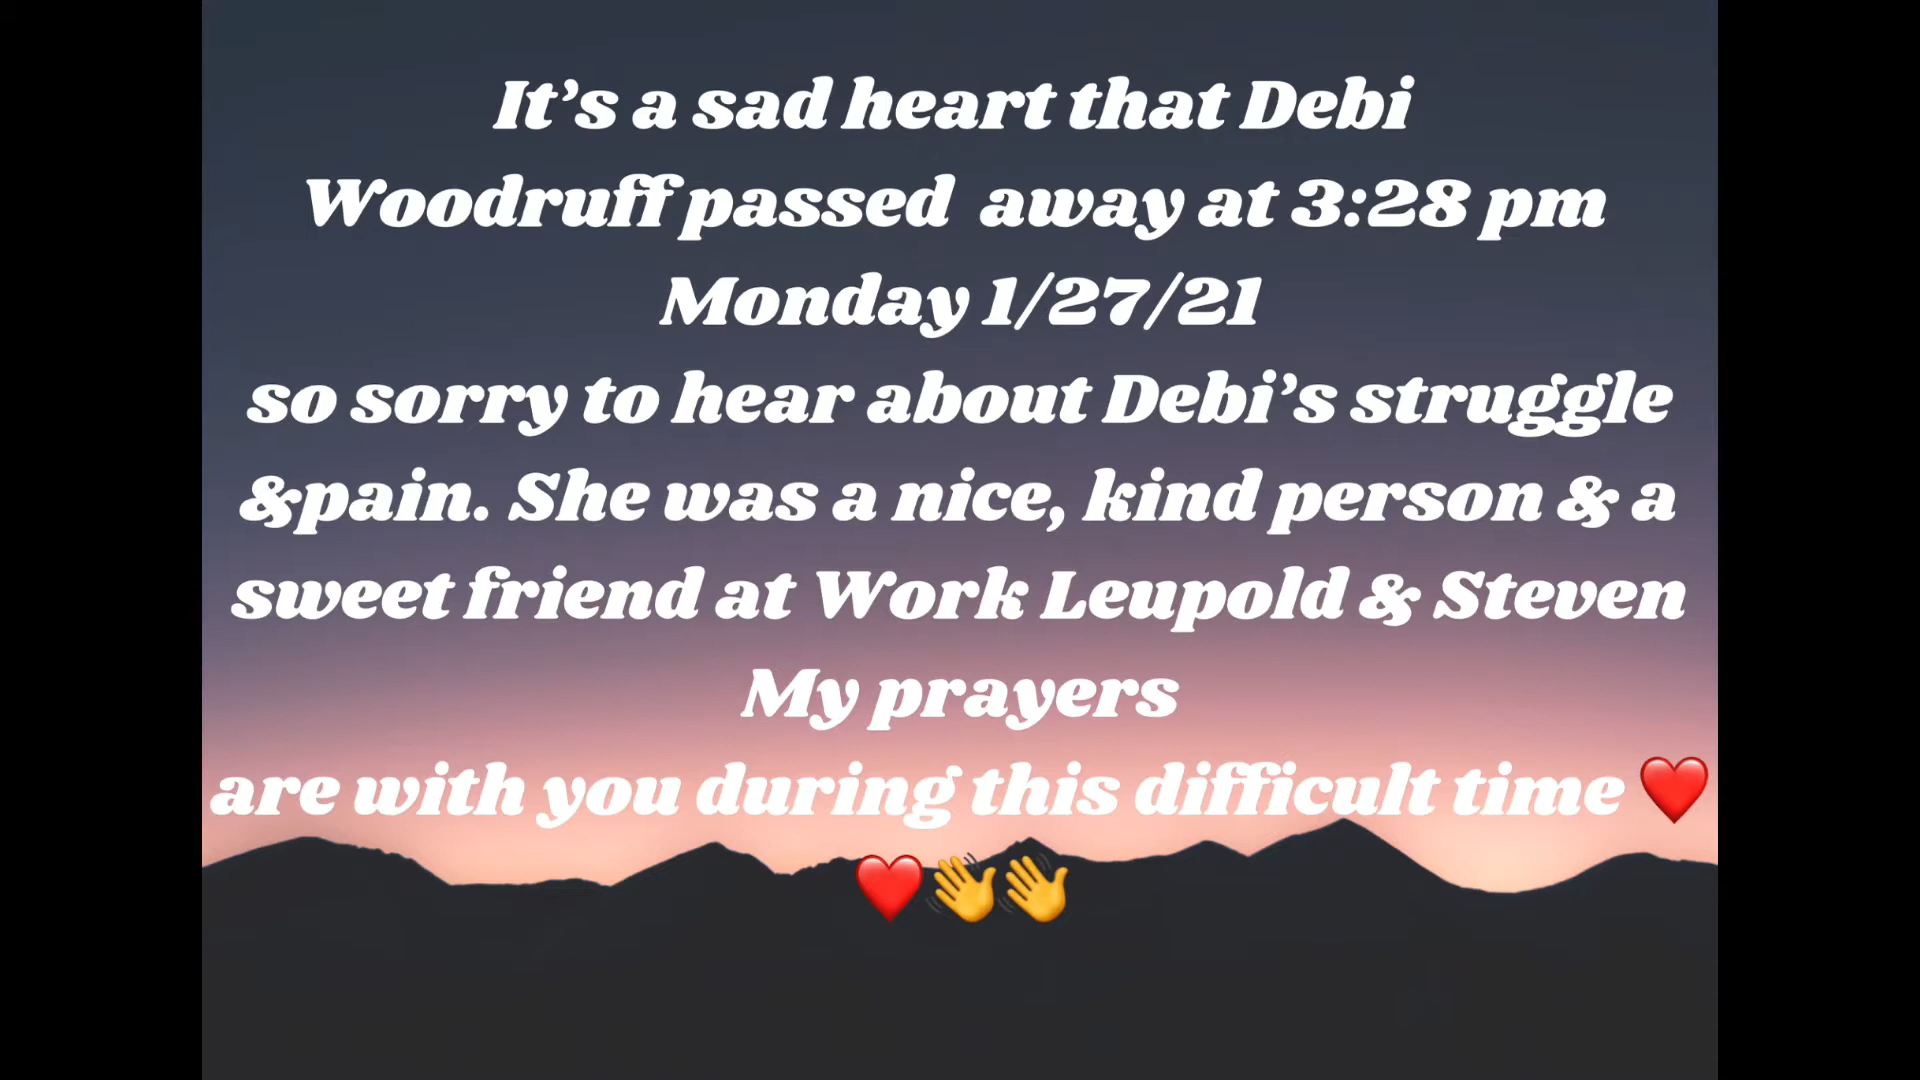 It’s a sad heart that Debi
Woodruff passed  away at 3:28 pm
Monday 1/27/21
so sorry to hear about Debi’s struggle
&pain. She was a nice, kind person & a
sweet friend at Work Leupold & Steven
My prayers
are with you during this difficult time ❤️
❤️👋👋